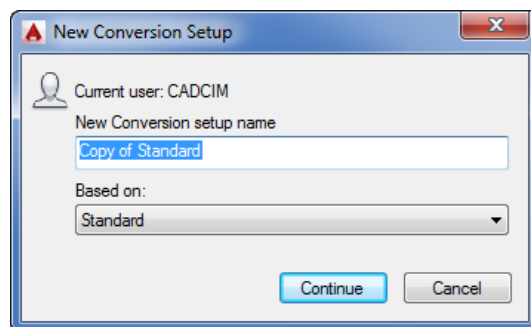 New Conversion Setup
Current user: CADCIM
New Conversion setup name
Copy of Standard
Based on:
Standard
Continue Cancel